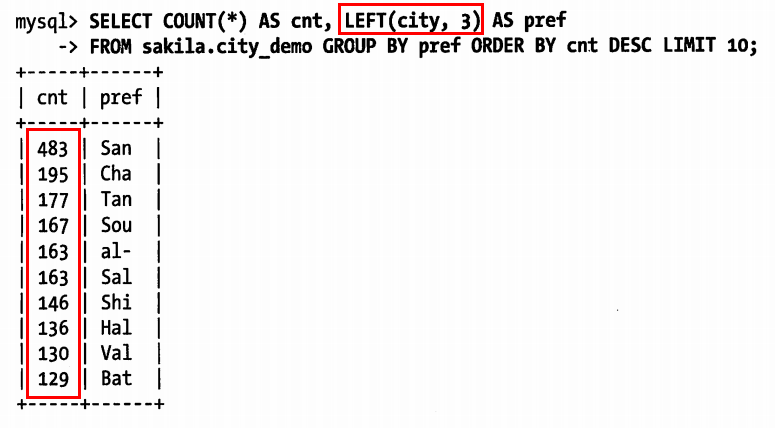 mysql> SELECT COUNT(*) AS cnt, LEFT(city, 3) AS pref
-> FROM sakila.city_demo GROUP BY pref ORDER BY cnt DESC LIMIT 10;
+-----+------+
| cnt | pref |
+-----+------+
| 483 | San |
| 195 | Cha |
| 177 | Tan |
| 167 | Sou |
| 163 | al- |
| 163 | Sal |
| 146 | Shi |
| 136 | Hal |
| 130 | Val |
| 129 | Bat |
+-----+------+